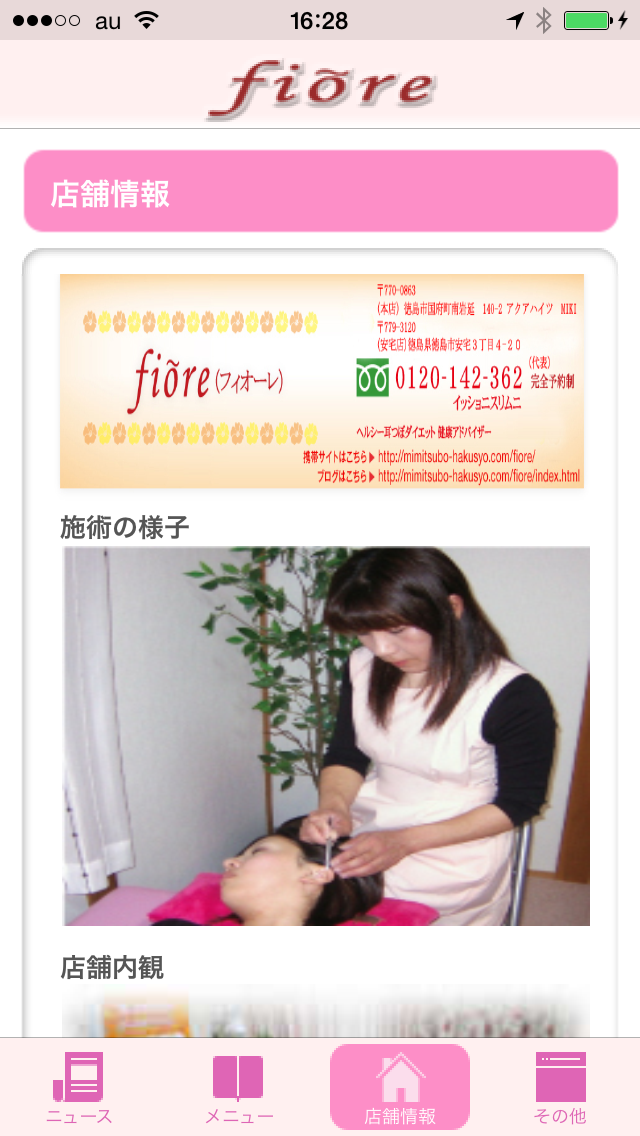 au 16:28
fiõre
店舗情報
〒770-0863
(本店) 徳島市国府町南岩延 140-2 アクアハイツ MIKI
〒779-3120
(安宅店)徳島県徳島市安宅3丁目4-20
fiõre(フィオーレ)
0120-142-362
(代表)
完全予約制
イッショニスリムニ
ヘルシー耳つぼダイエット 健康アドバイザー
携帯サイトはこちら▶http://mimitsubo-hakusyo.com/fiore/
ブログはこちら▶http://mimitsubo-hakusyo.com/fiore/index.html
施術の様子
店舗内観
ニュース
メニュー
店舗情報
その他